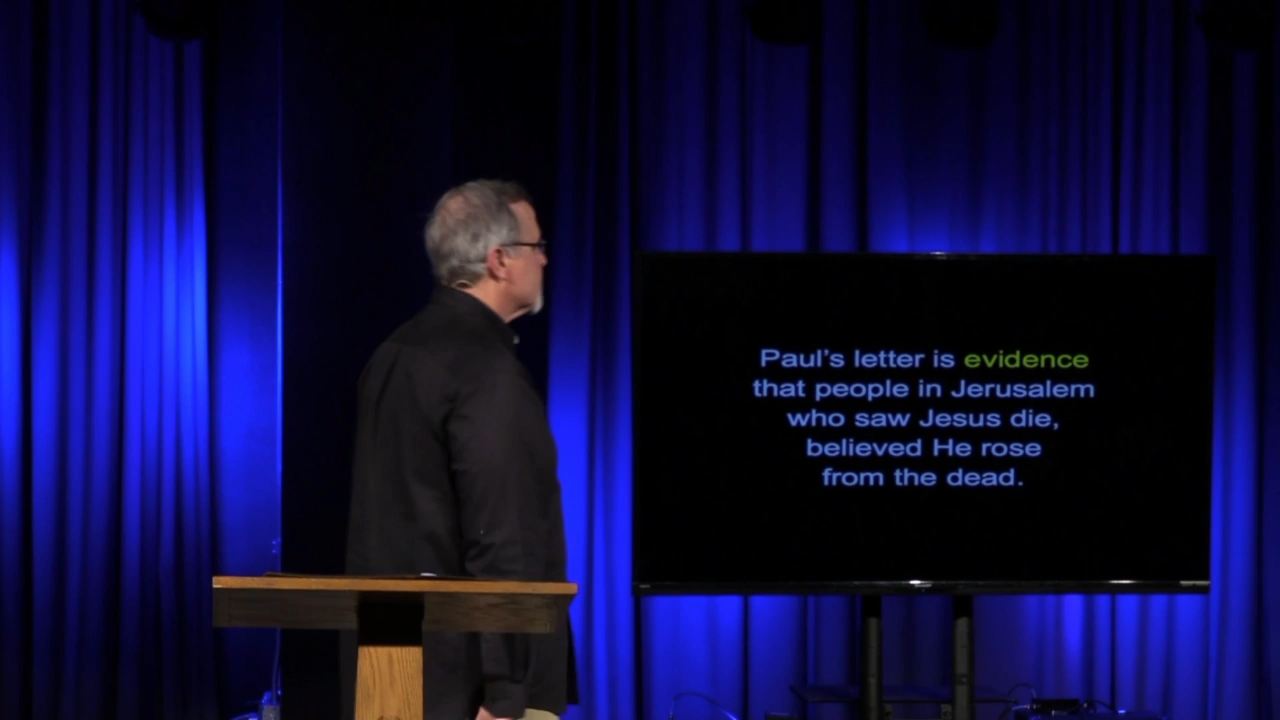 Paul's letter is evidence
that people in Jerusalem
who saw Jesus die,
believed He rose
from the dead.